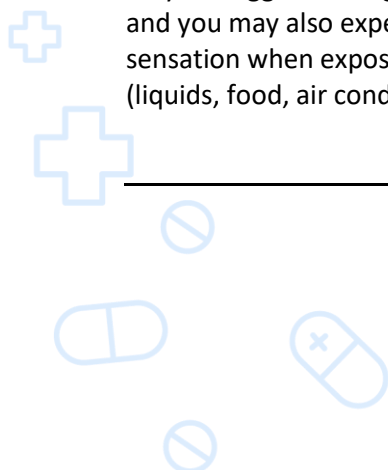 and you may also expe
sensation when expos
(liquids, food, air cond